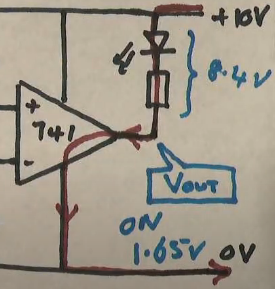 +10V
8.4V
+
741
-
VOUT
ON
1.65V
0V